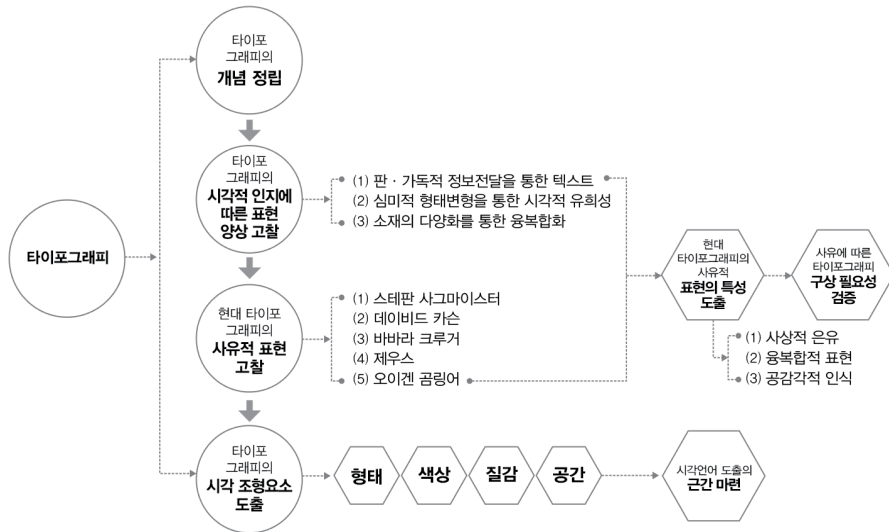 타이포그래피
타이포
그래피의
개념 정립
타이포
그래피의
시각적 인지에
따른 표현
양상 고찰
(1) 판 · 가독적 정보전달을 통한 텍스트
(2) 심미적 형태변형을 통한 시각적 유희성
(3) 소재의 다양화를 통한 융복합화
현대 타이포
그래피의
사유적 표현
고찰
(1) 스테판 사그마이스터
(2) 데이비드 카슨
(3) 바바라 크루거
(4) 제우스
(5) 오이겐 곰링어
현대
타이포그래피의
사유적
표현의 특성
도출
사유에 따른
타이포그래피
구상 필요성
검증
(1) 사상적 은유
(2) 융복합적 표현
(3) 공감각적 인식
타이포
그래피의
시각 조형요소
도출
형태
색상
질감
공간
시각언어 도출의
근간 마련